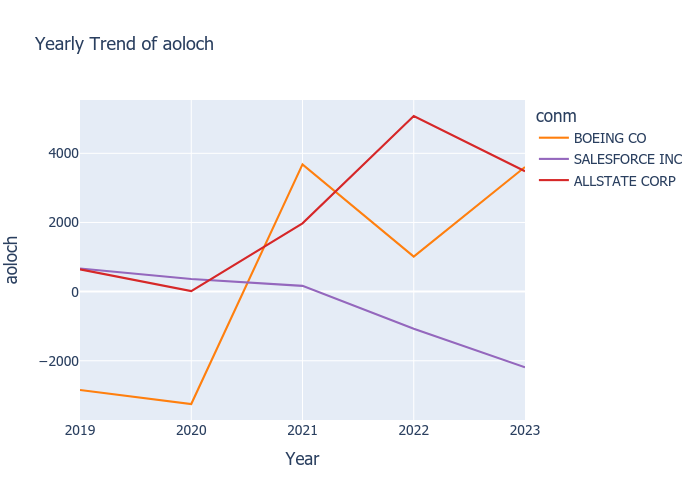 Yearly Trend of aoloch
conm
BOEING CO
SALESFORCE INC
ALLSTATE CORP
aoloch
4000
2000
0
−2000
2019
2020
2021
2022
2023
Year